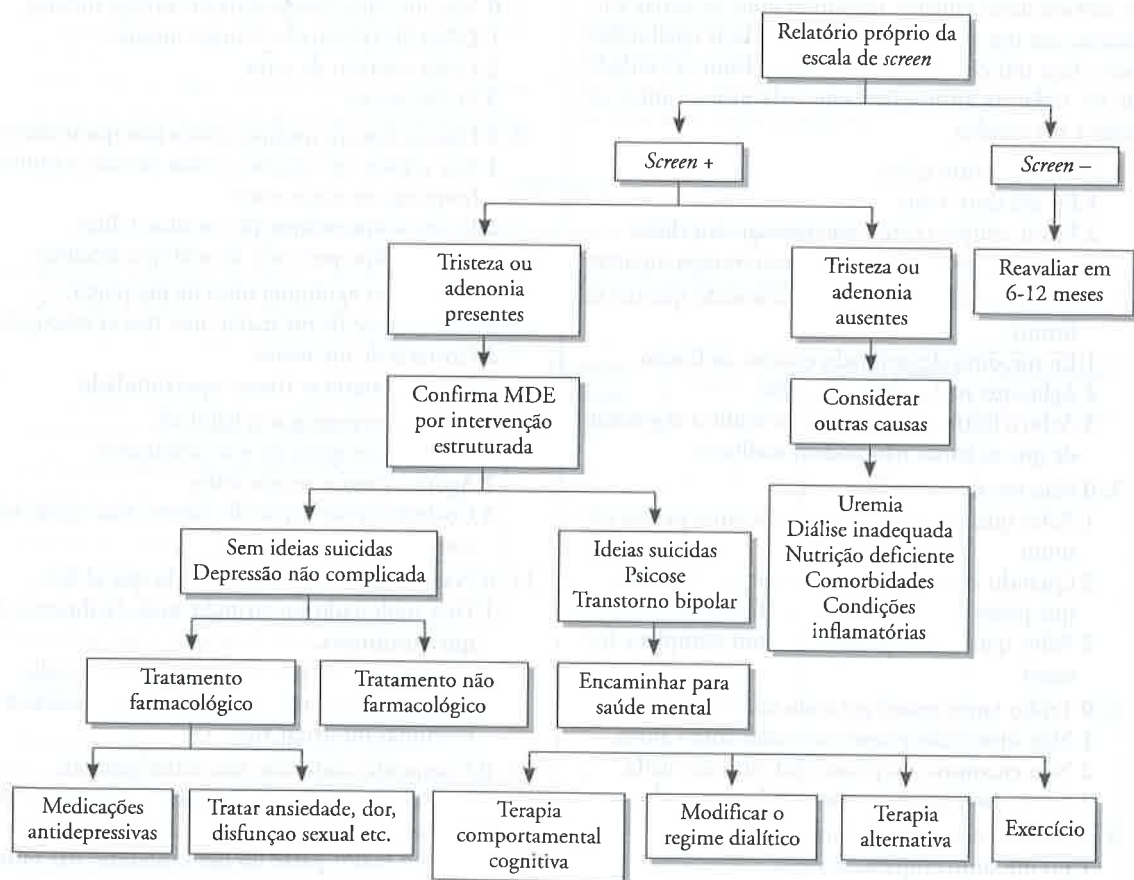 Relatório próprio da
escala de screen
Screen +
Screen –
Tristeza ou
adenonia
presentes
Tristeza ou
adenonia
ausentes
Reavaliar em
6-12 meses
Confirma MDE
por intervenção
estruturada
Considerar
outras causas
Sem ideias suicidas
Depressão não complicada
Ideias suicidas
Psicose
Transtorno bipolar
Uremia
Diálise inadequada
Nutrição deficiente
Comorbidades
Condições
inflamatórias
Tratamento
farmacológico
Tratamento não
farmacológico
Encaminhar para
saúde mental
Medicações
antidepressivas
Tratar ansiedade, dor,
disfunçao sexual etc.
Terapia
comportamental
cognitiva
Modificar o
regime dialítico
Terapia
alternativa
Exercício